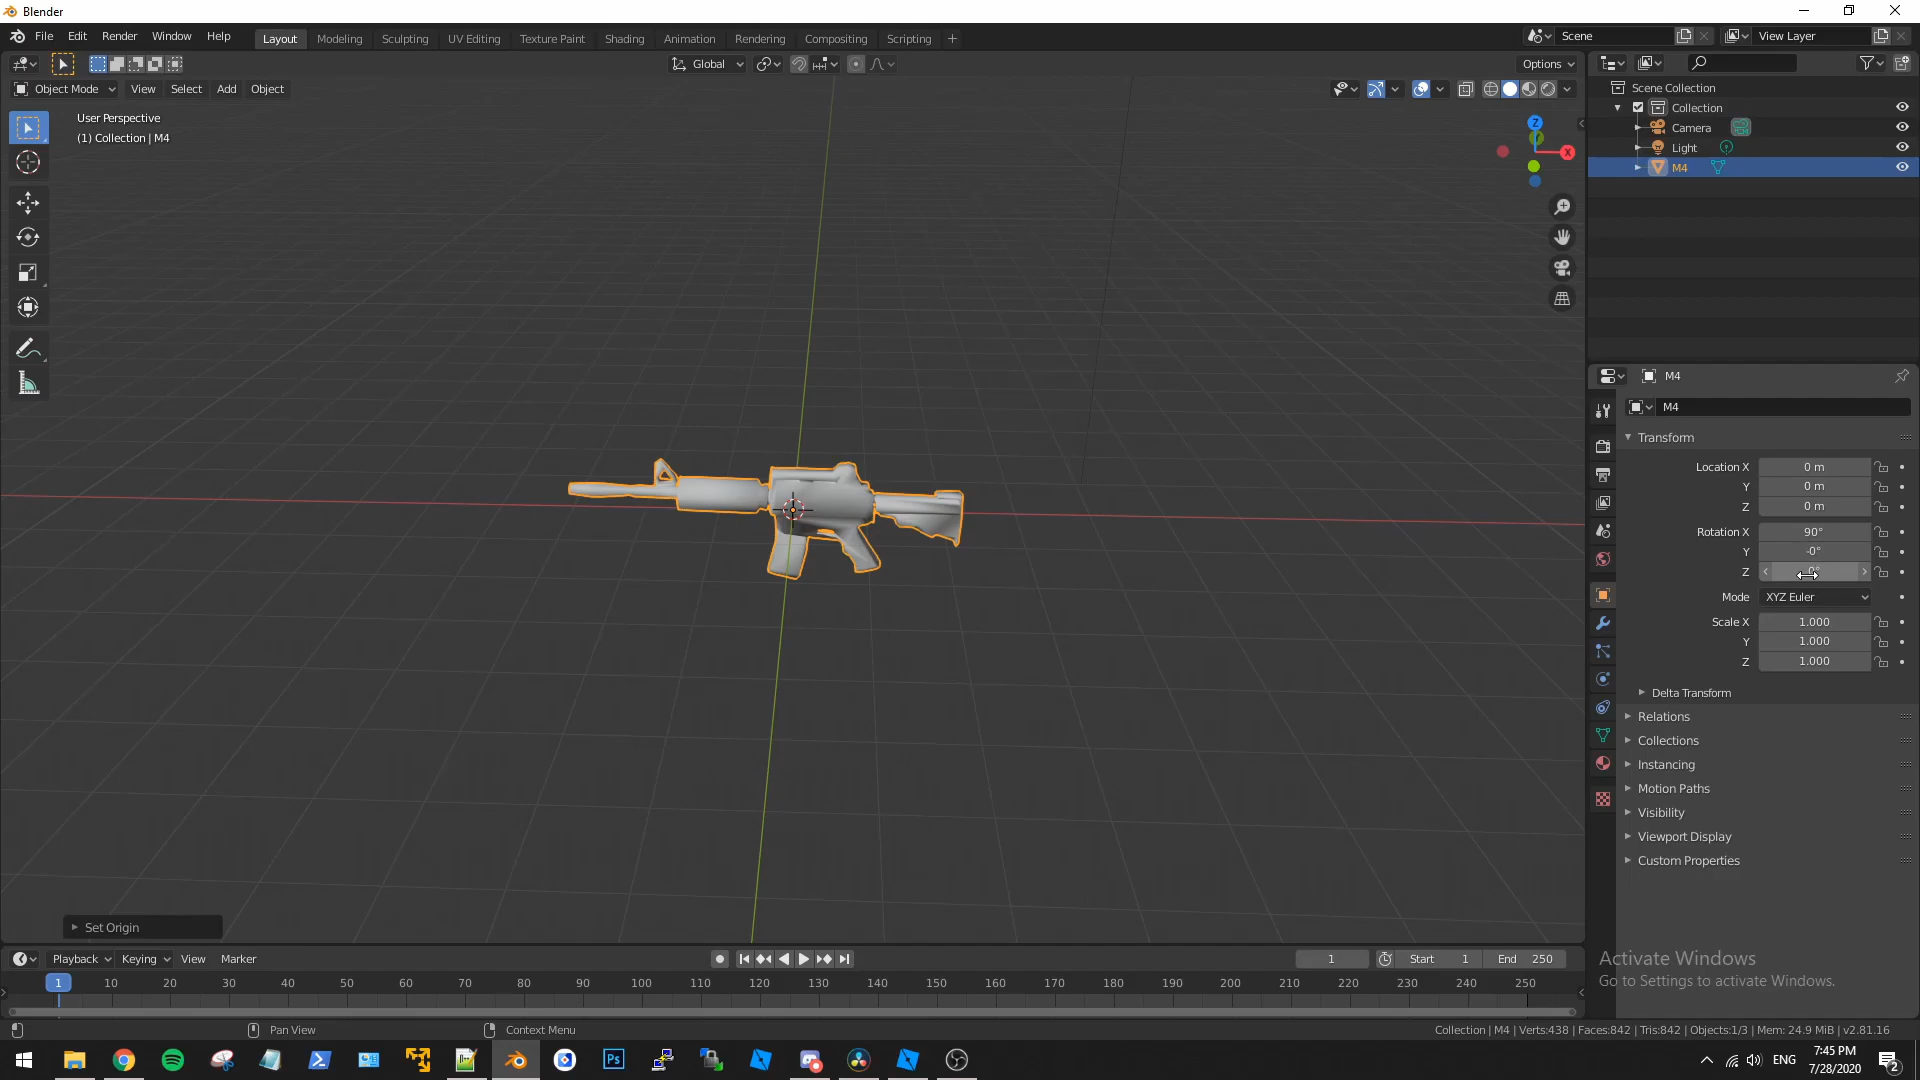 Blender
File Edit Render Window Help
Layout Modeling Sculpting UV Editing Texture Paint Shading Animation Rendering Compositing Scripting +
Scene
View Layer
Global
Options
Object Mode View Select Add Object
User Perspective
(1) Collection | M4
Z
X
Scene Collection
Collection
Camera
Light
M4
M4
M4
Transform
Location X 0 m
Y 0 m
Z 0 m
Rotation X 90°
Y -0°
Z 0°
Mode XYZ Euler
Scale X 1.000
Y 1.000
Z 1.000
Delta Transform
Relations
Collections
Instancing
Motion Paths
Visibility
Viewport Display
Custom Properties
Set Origin
Activate Windows
Go to Settings to activate Windows.
Playback Keying View Marker
1
Start 1
End 250
1 10 20 30 40 50 60 70 80 90 100 110 120 130 140 150 160 170 180 190 200 210 220 230 240 250
Pan View
Context Menu
Collection | M4 | Verts:438 | Faces:842 | Tris:842 | Objects:1/3 | Mem: 24.9 MiB | v2.81.16
Ps
ENG
7:45 PM
7/28/2020
2